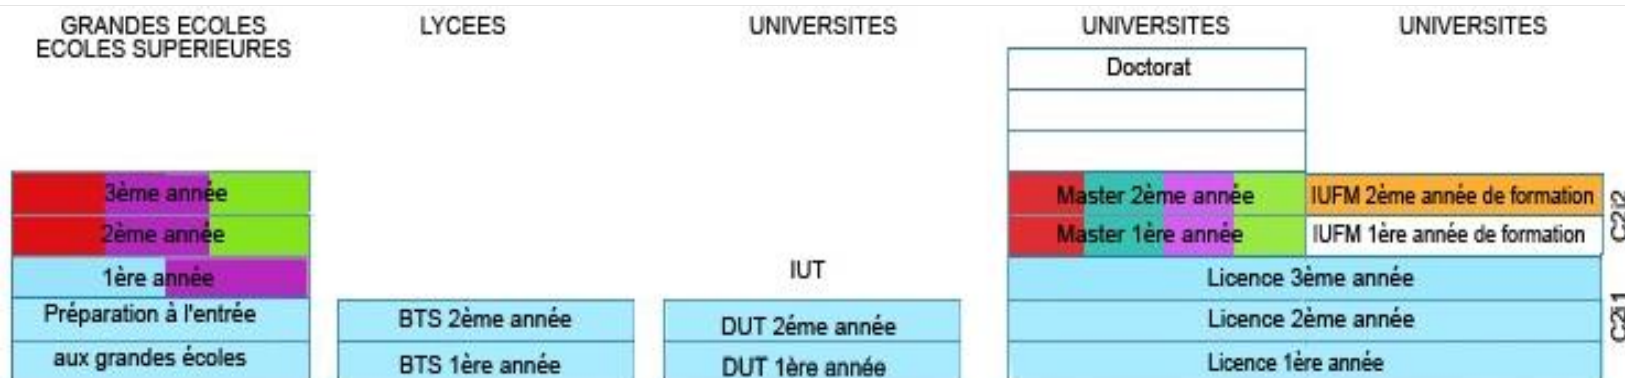 GRANDES ECOLES
ECOLES SUPERIEURES
LYCEES
UNIVERSITES
UNIVERSITES
UNIVERSITES
Doctorat
3ème année
Master 2ème année
IUFM 2ème année de formation
C2i2
2ème année
Master 1ère année
IUFM 1ère année de formation
1ère année
IUT
Licence 3ème année
Préparation à l'entrée
BTS 2ème année
DUT 2éme année
Licence 2ème année
C2i1
aux grandes écoles
BTS 1ère année
DUT 1ère année
Licence 1ère année